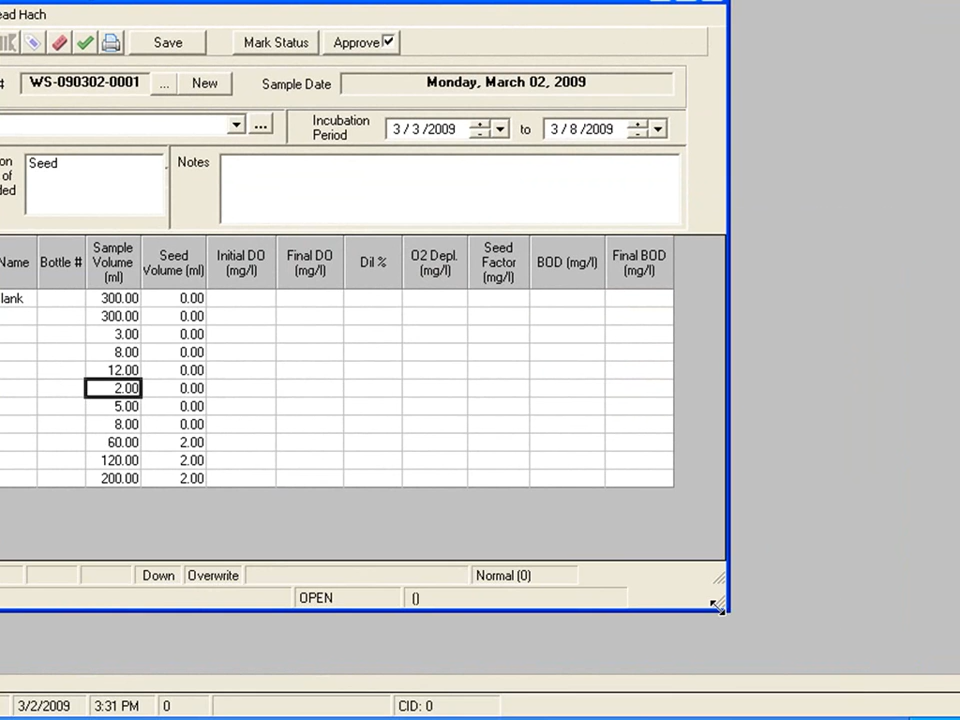 ead Hach
Save Mark Status Approve
# WS-090302-0001 ... New Sample Date Monday, March 02, 2009
... Incubation Period 3 / 3 /2009 to 3 / 8 /2009
on of ded Seed Notes
Name Bottle # Sample Volume (ml) Seed Volume (ml) Initial DO (mg/l) Final DO (mg/l) Dil % O2 Depl. (mg/l) Seed Factor (mg/l) BOD (mg/l) Final BOD (mg/l)
lank 300.00 0.00
300.00 0.00
3.00 0.00
8.00 0.00
12.00 0.00
2.00 0.00
5.00 0.00
8.00 0.00
60.00 2.00
120.00 2.00
200.00 2.00
Down Overwrite Normal (0)
OPEN ()
3/2/2009 3:31 PM 0 CID: 0